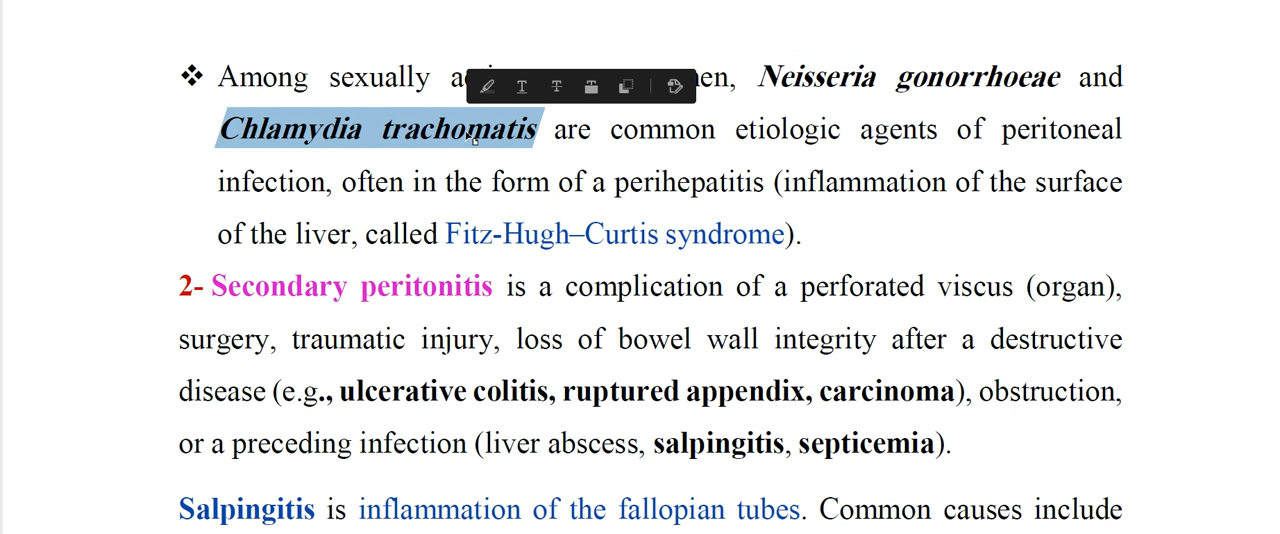 ❖ Among sexually en, Neisseria gonorrhoeae and
Chlamydia trachomatis are common etiologic agents of peritoneal
infection, often in the form of a perihepatitis (inflammation of the surface
of the liver, called Fitz-Hugh–Curtis syndrome).
2- Secondary peritonitis is a complication of a perforated viscus (organ),
surgery, traumatic injury, loss of bowel wall integrity after a destructive
disease (e.g., ulcerative colitis, ruptured appendix, carcinoma), obstruction,
or a preceding infection (liver abscess, salpingitis, septicemia).
Salpingitis is inflammation of the fallopian tubes. Common causes include